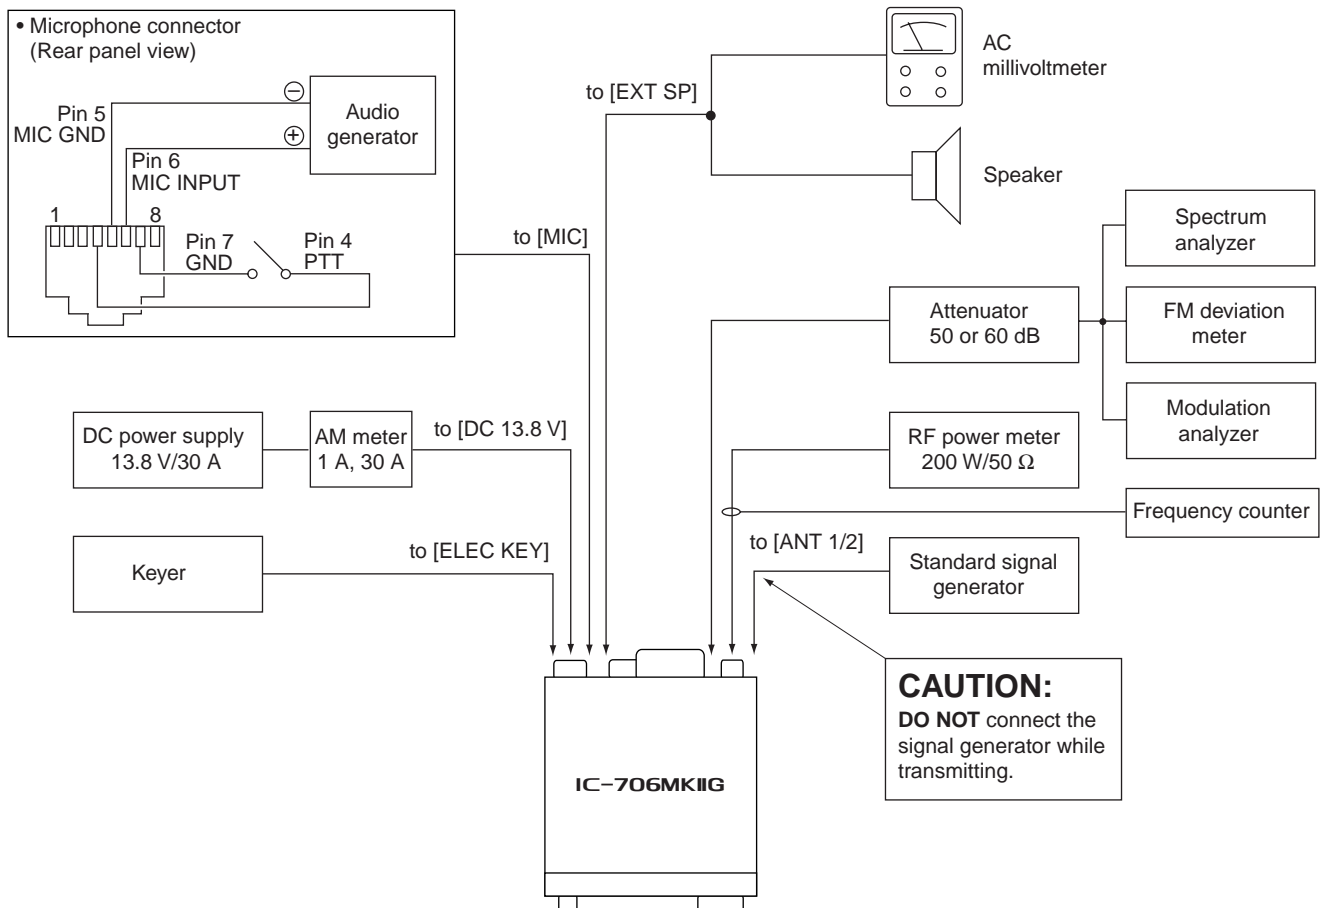 • Microphone connector
(Rear panel view)
Pin 5
MIC GND
⊖
⊕
Audio
generator
Pin 6
MIC INPUT
1
8
Pin 7
GND
Pin 4
PTT
to [MIC]
to [EXT SP]
AC
millivoltmeter
Speaker
Spectrum
analyzer
Attenuator
50 or 60 dB
FM deviation
meter
Modulation
analyzer
DC power supply
13.8 V/30 A
AM meter
1 A, 30 A
to [DC 13.8 V]
RF power meter
200 W/50 Ω
Frequency counter
Keyer
to [ELEC KEY]
to [ANT 1/2]
Standard signal
generator
CAUTION:
DO NOT connect the
signal generator while
transmitting.
IC-706MKIIG